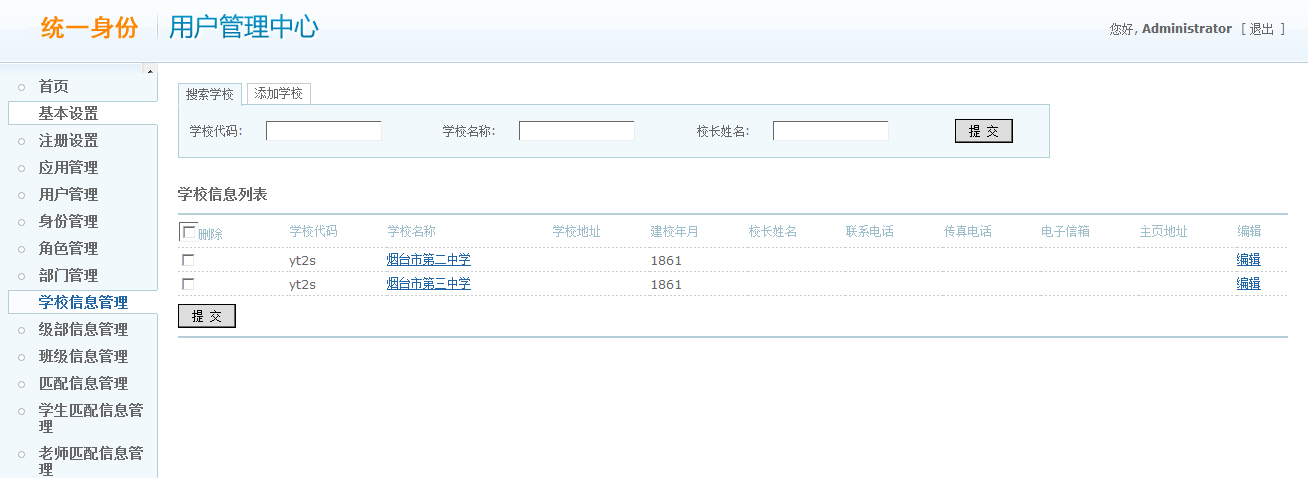 统一身份 用户管理中心
您好, Administrator [ 退出 ]
首页
基本设置
注册设置
应用管理
用户管理
身份管理
角色管理
部门管理
学校信息管理
级部信息管理
班级信息管理
匹配信息管理
学生匹配信息管
理
老师匹配信息管
理
搜索学校 添加学校
学校代码: 学校名称: 校长姓名: 提 交
学校信息列表
删除 学校代码 学校名称 学校地址 建校年月 校长姓名 联系电话 传真电话 电子信箱 主页地址 编辑
yt2s 烟台市第二中学 1861 编辑
yt2s 烟台市第三中学 1861 编辑
提 交